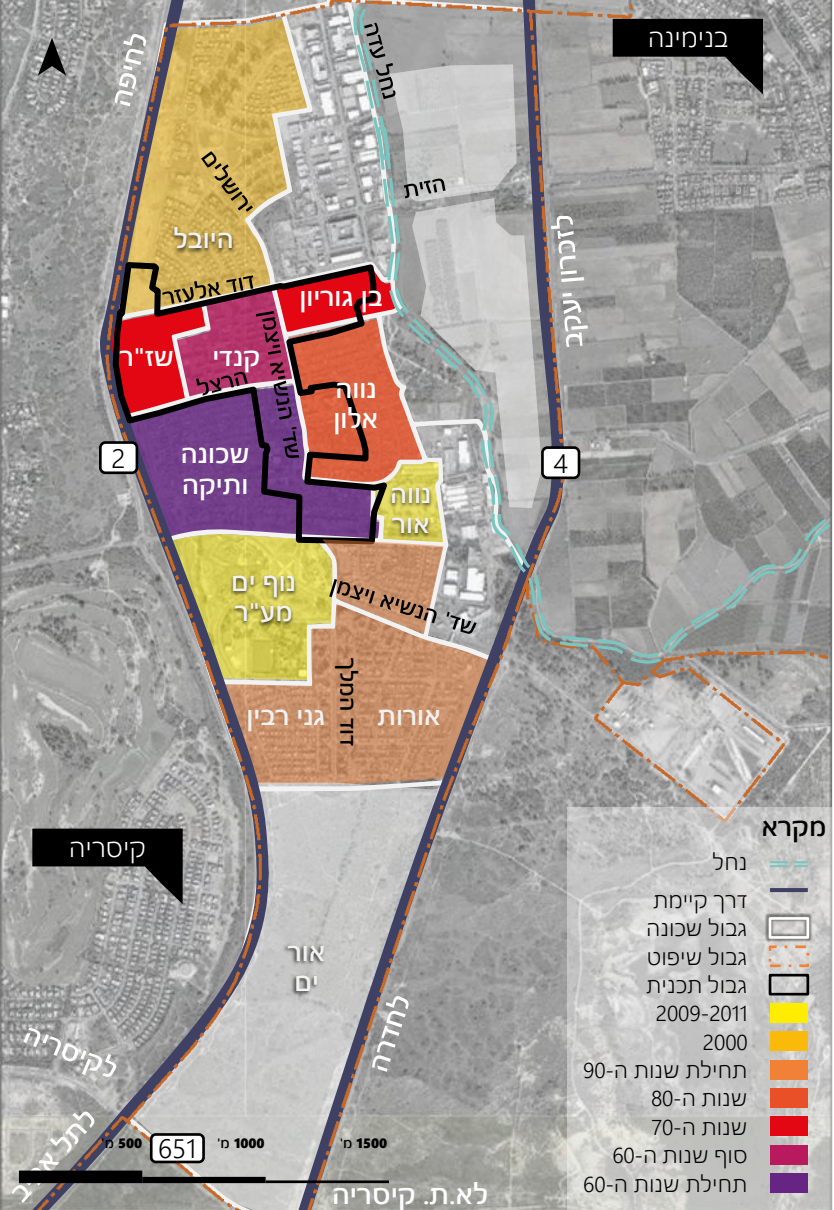 בנימינה
לחיפה
נחל עדה
ירושלים
הזית
לזכרון יעקב
היובל
דוד אלעזר
בן גוריון
שז"ר
קנדי
הרצל
שד' הנשיא ויצמן
נווה
אלון
שכונה
ותיקה
2
4
נווה
אור
נוף ים
מע"ר
שד' הנשיא ויצמן
דוד המלך
גני רבין
אורות
קיסריה
אור
ים
לחדרה
לקיסריה
לתל אביב
651
500 מ'
1000 מ'
1500 מ'
לא.ת. קיסריה
מקרא
נחל
דרך קיימת
גבול שכונה
גבול שיפוט
גבול תכנית
2009-2011
2000
תחילת שנות ה-90
שנות ה-80
שנות ה-70
סוף שנות ה-60
תחילת שנות ה-60